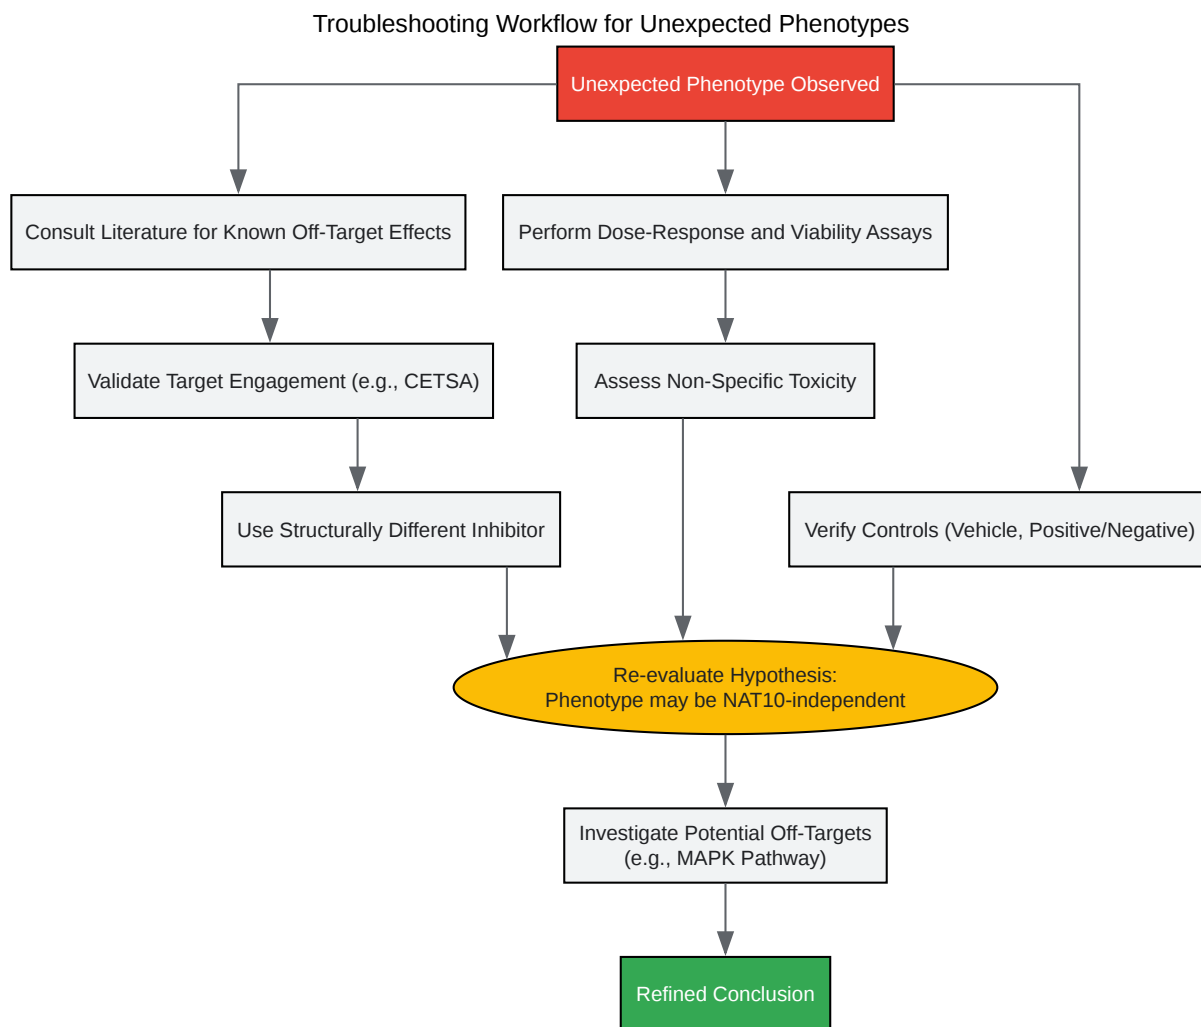 Troubleshooting Workflow for Unexpected Phenotypes
Unexpected Phenotype Observed
Consult Literature for Known Off-Target Effects
Perform Dose-Response and Viability Assays
Validate Target Engagement (e.g., CETSA)
Assess Non-Specific Toxicity
Use Structurally Different Inhibitor
Verify Controls (Vehicle, Positive/Negative)
Re-evaluate Hypothesis:
Phenotype may be NAT10-independent
Investigate Potential Off-Targets
(e.g., MAPK Pathway)
Refined Conclusion